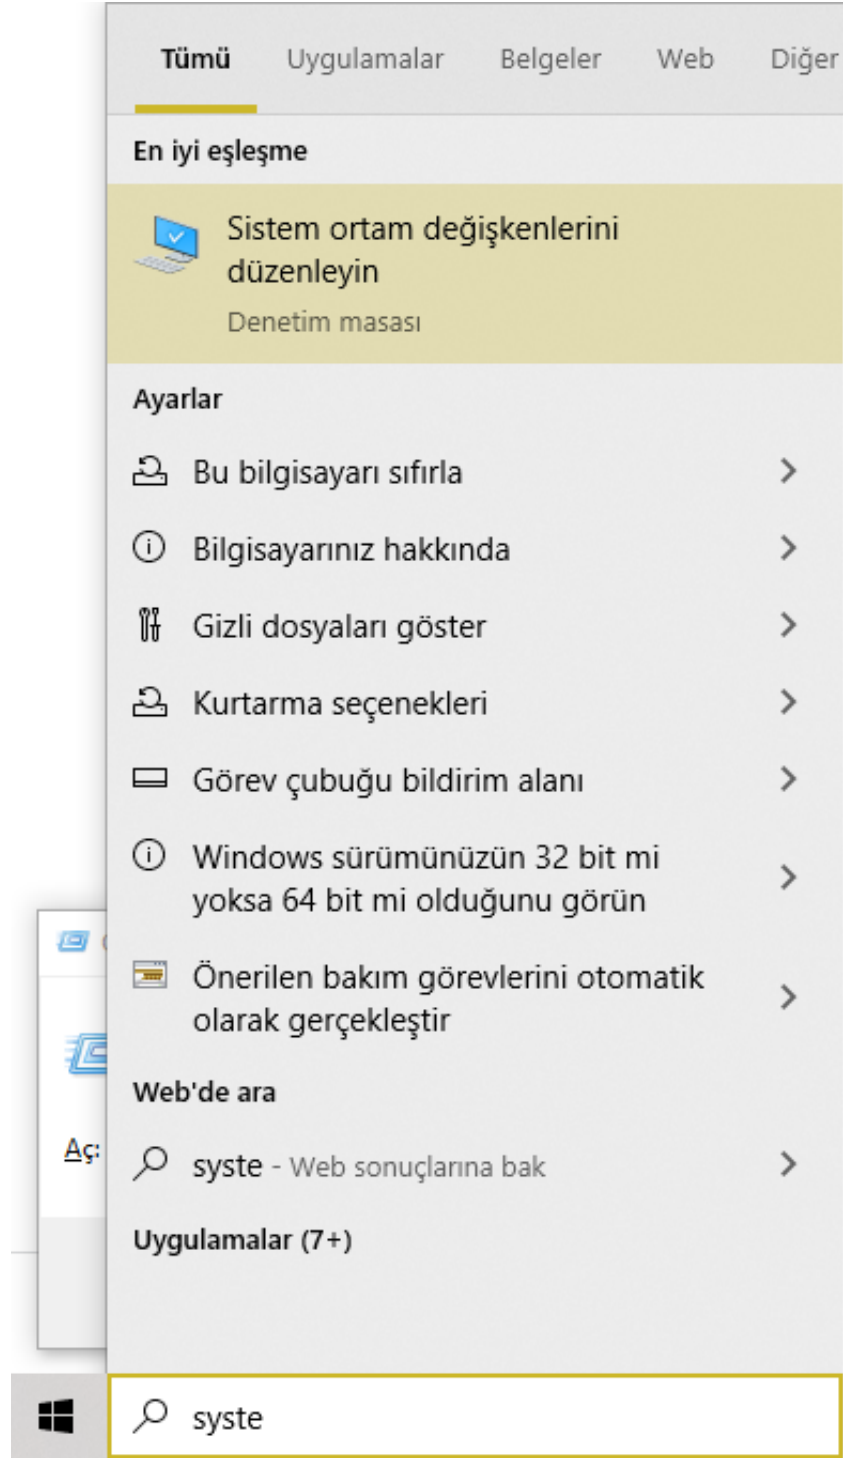 Tümü Uygulamalar Belgeler Web Diğer
En iyi eşleşme
Sistem ortam değişkenlerini
düzenleyin
Denetim masası
Ayarlar
Bu bilgisayarı sıfırla
Bilgisayarınız hakkında
Gizli dosyaları göster
Kurtarma seçenekleri
Görev çubuğu bildirim alanı
Windows sürümünüzün 32 bit mi
yoksa 64 bit mi olduğunu görün
Önerilen bakım görevlerini otomatik
olarak gerçekleştir
Web'de ara
Aç:
syste - Web sonuçlarına bak
Uygulamalar (7+)
syste